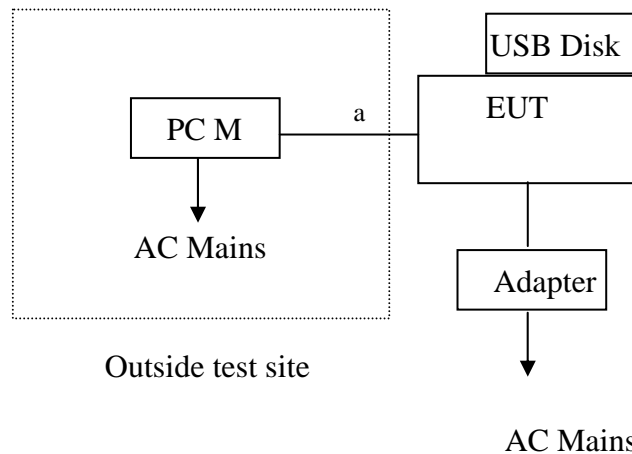 USB Disk
EUT
a
PC M
AC Mains
Adapter
Outside test site
AC Mains